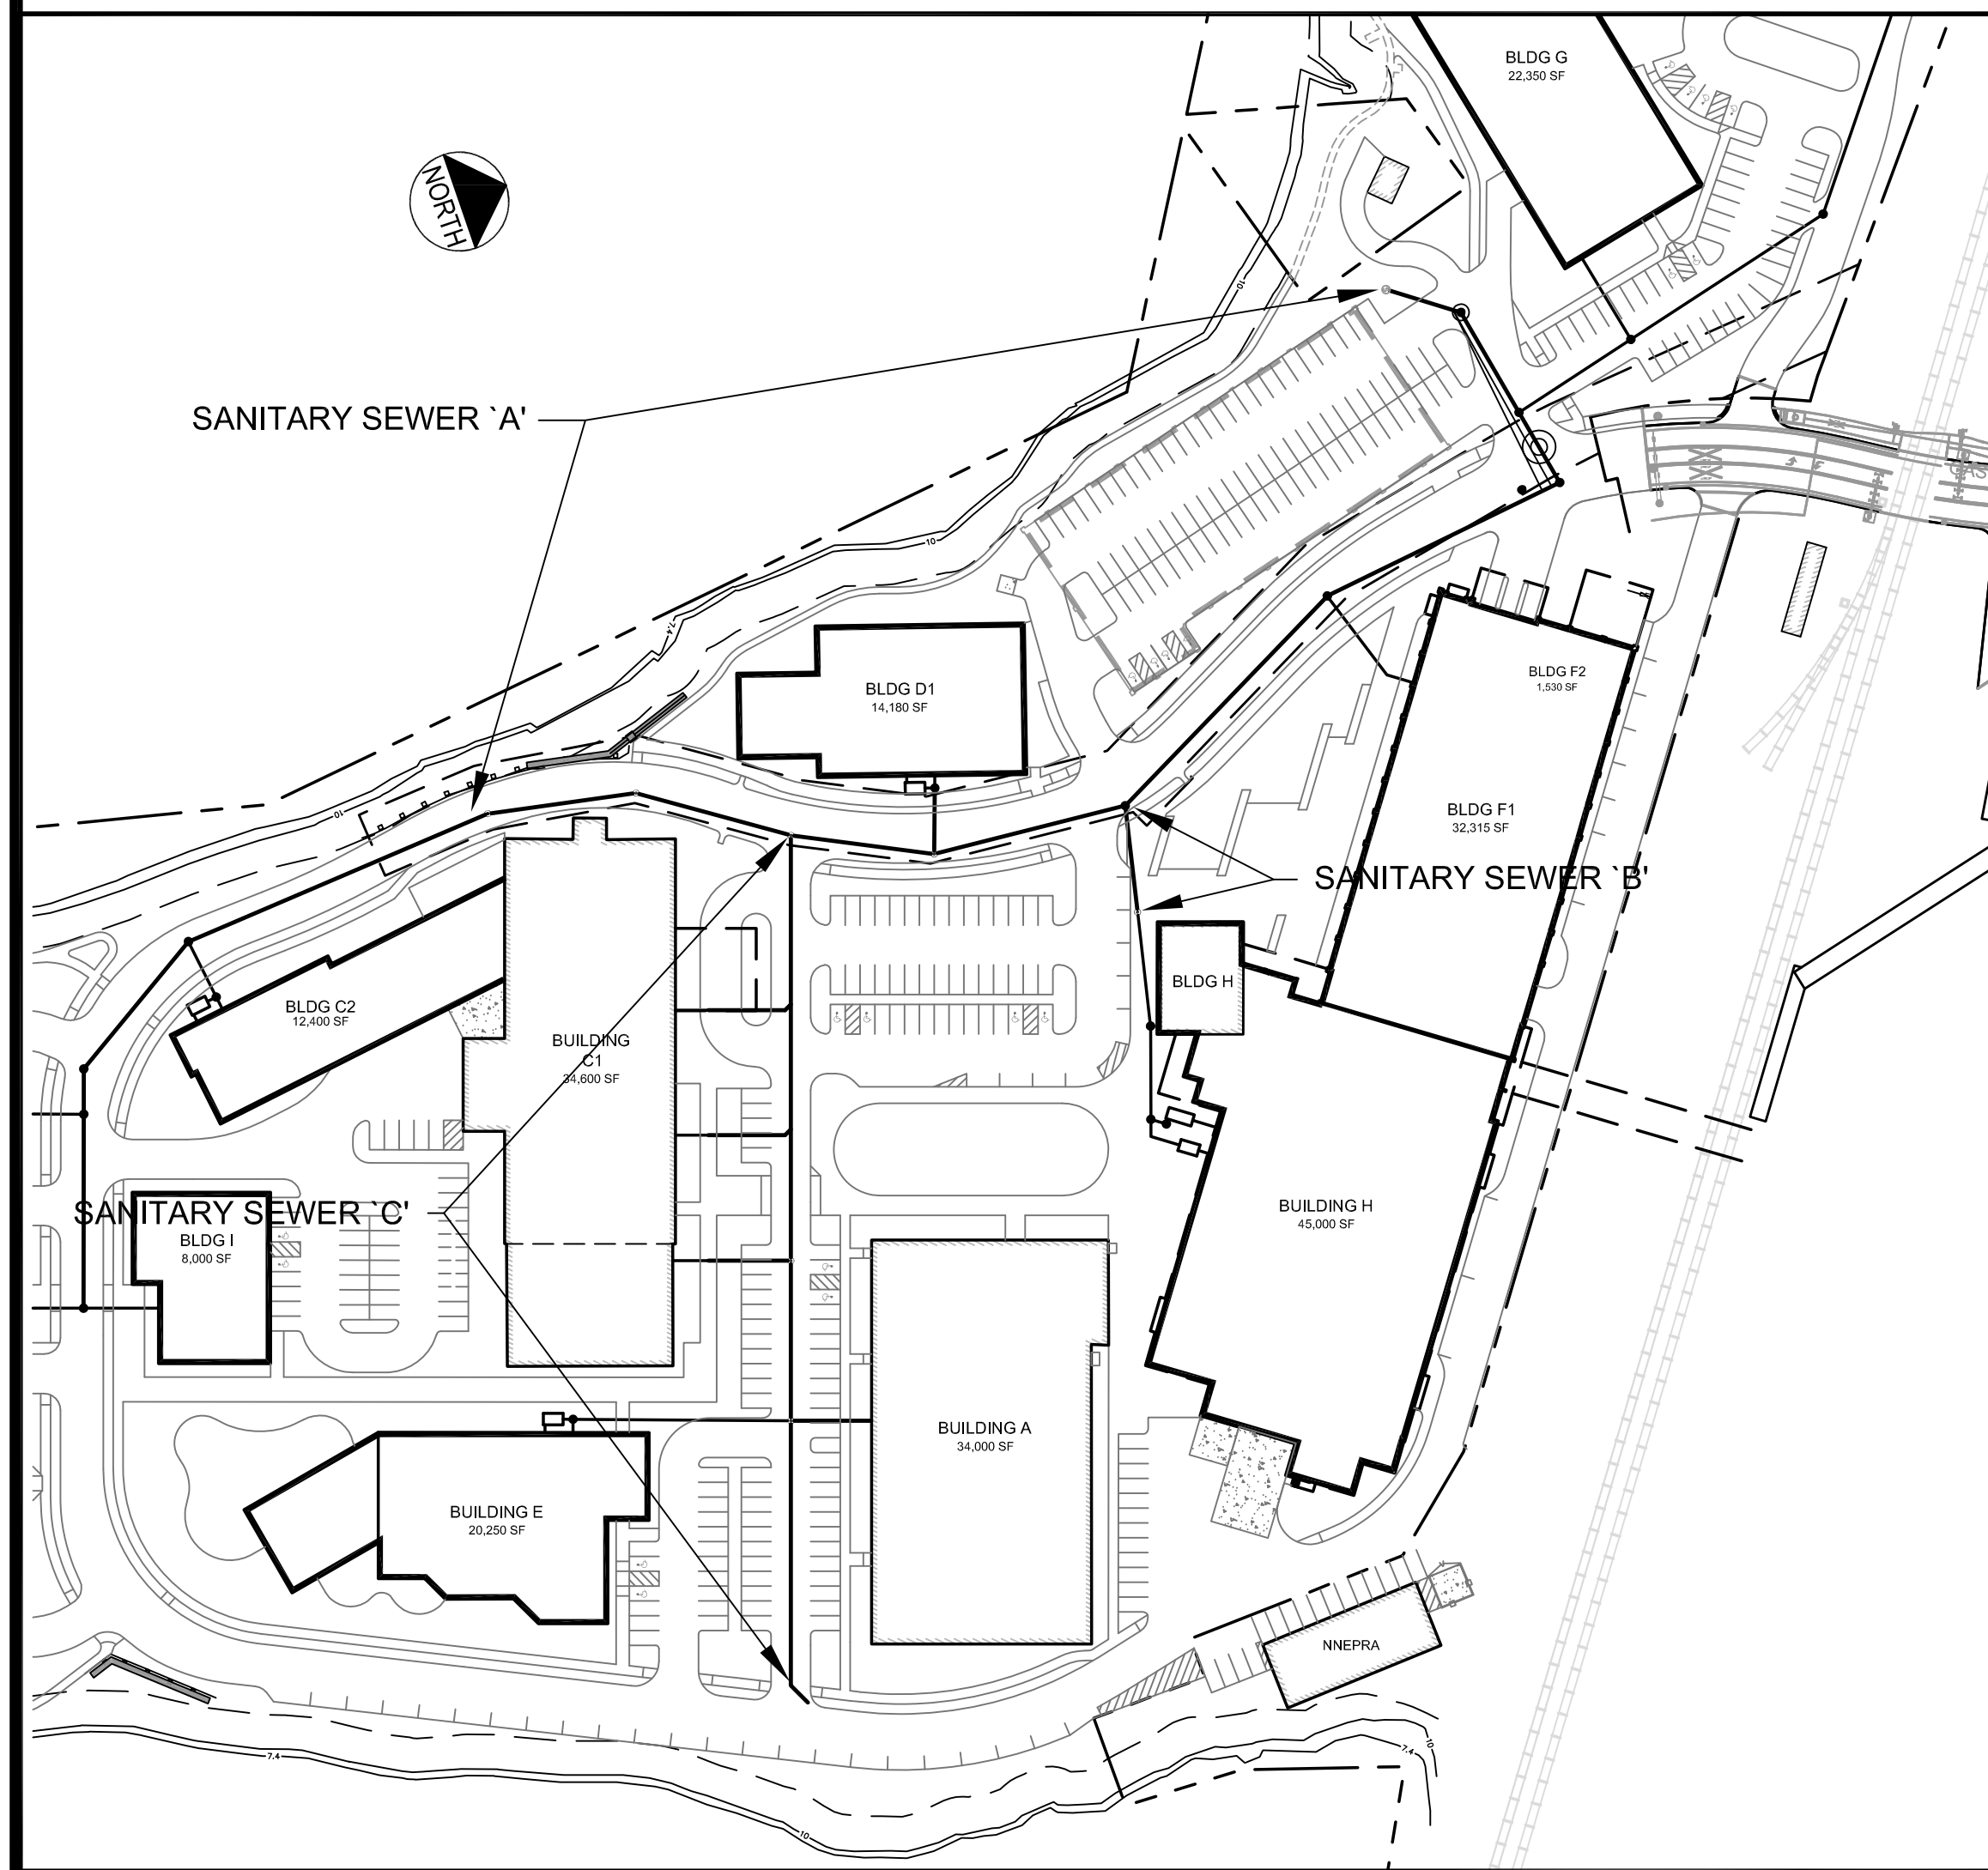 BLDG G
22,350 SF
NORTH
10
SANITARY SEWER `A'
10
7.4
BLDG D1
14,180 SF
BLDG F2
1,530 SF
10
BLDG F1
32,315 SF
SANITARY SEWER `B'
BLDG H
BLDG C2
12,400 SF
BUILDING
C1
34,600 SF
SANITARY SEWER `C'
BLDG I
8,000 SF
BUILDING H
45,000 SF
BUILDING A
34,000 SF
BUILDING E
20,250 SF
NNEPRA
7.4
7.4
10
10